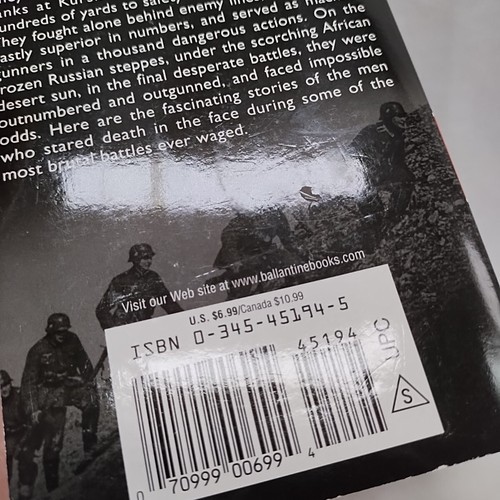 anks at Kursk
hundreds of yards to safety
They fought alone behind enemy lines
vastly superior in numbers, and served as
gunners in a thousand dangerous actions. On the
frozen Russian steppes, under the scorching African
desert sun, in the final desperate battles, they were
outnumbered and outgunned, and faced impossible
odds. Here are the fascinating stories of the men
who stared death in the face during some of the
most brutal battles ever waged.
Visit our Web site at www.ballantinebooks.com
U.S. $6.99/Canada $10.99
ISBN 0-345-45194-5
45194
UPC
S
0 70999 00699 4